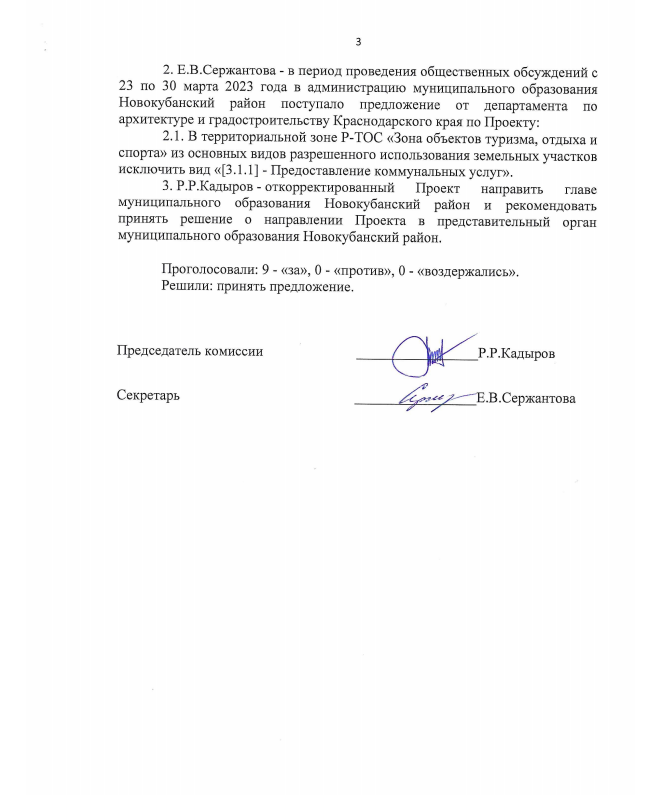 3
2. Е.В.Сержантова - в период проведения общественных обсуждений с
23 по 30 марта 2023 года в администрацию муниципального образования
Новокубанский район поступало предложение от департамента по
архитектуре и градостроительству Краснодарского края по Проекту:
2.1. В территориальной зоне Р-ТОС «Зона объектов туризма, отдыха и
спорта» из основных видов разрешенного использования земельных участков
исключить вид «[3.1.1] - Предоставление коммунальных услуг».
3. Р.Р.Кадыров - откорректированный Проект направить главе
муниципального образования Новокубанский район и рекомендовать
принять решение о направлении Проекта в представительный орган
муниципального образования Новокубанский район.
Проголосовали: 9 - «за», 0 - «против», 0 - «воздержались».
Решили: принять предложение.
Председатель комиссии Р.Р.Кадыров
Секретарь Е.В.Сержантова